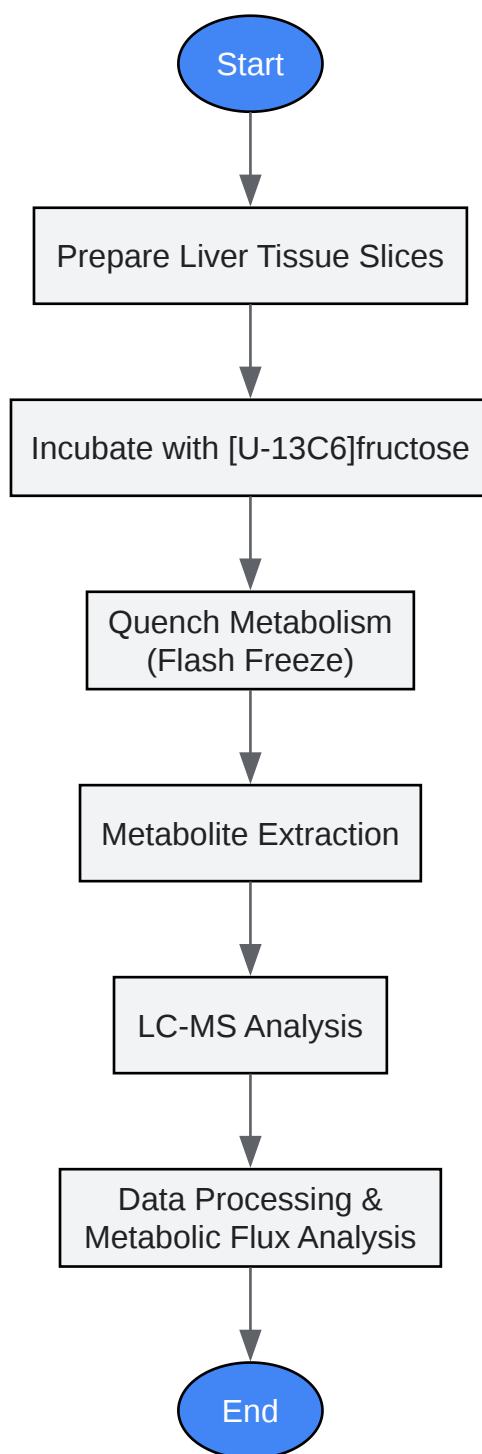 Start
Prepare Liver Tissue Slices
Incubate with [U-13C6]fructose
Quench Metabolism
(Flash Freeze)
Metabolite Extraction
LC-MS Analysis
Data Processing &
Metabolic Flux Analysis
End